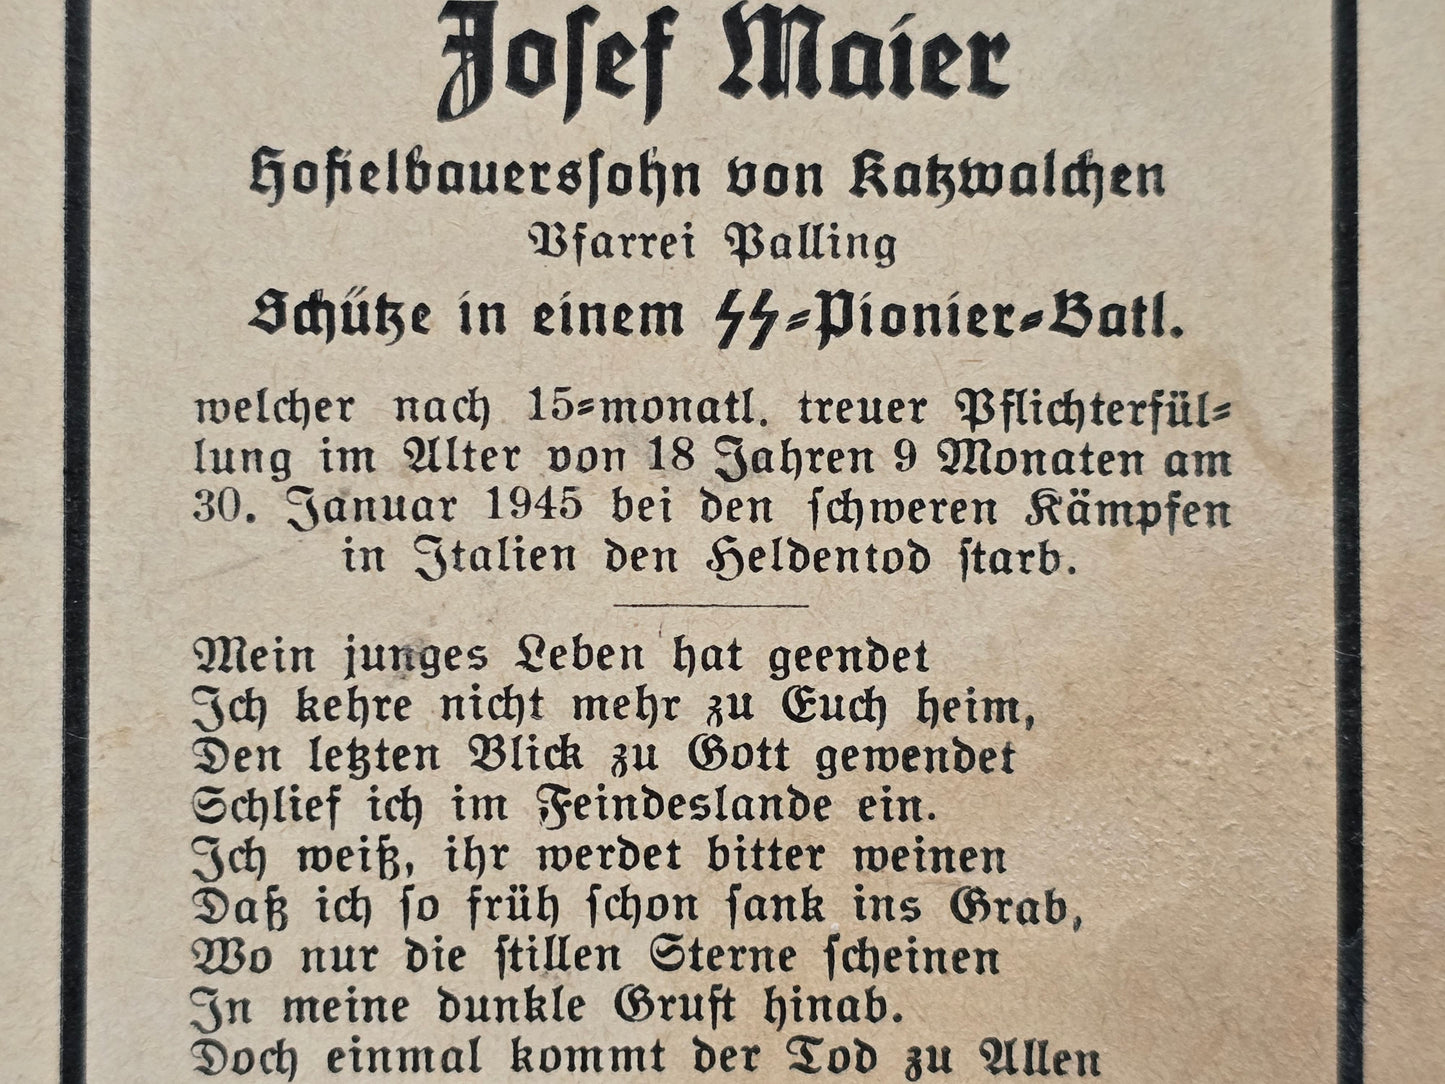 Josef Maier
Hofielbauerssohn von Katzwalchen
Pfarrei Palling
Schütze in einem SS-Pionier-Batl.
welcher nach 15-monatl. treuer Pflichterfül-
lung im Alter von 18 Jahren 9 Monaten am
30. Januar 1945 bei den schweren Kämpfen
in Italien den Heldentod starb.
Mein junges Leben hat geendet
Ich kehre nicht mehr zu Euch heim,
Den letzten Blick zu Gott gewendet
Schlief ich im Feindeslande ein.
Ich weiß, ihr werdet bitter weinen
Daß ich so früh schon sank ins Grab,
Wo nur die stillen Sterne scheinen
In meine dunkle Gruft hinab.
Doch einmal kommt der Tod zu Allen